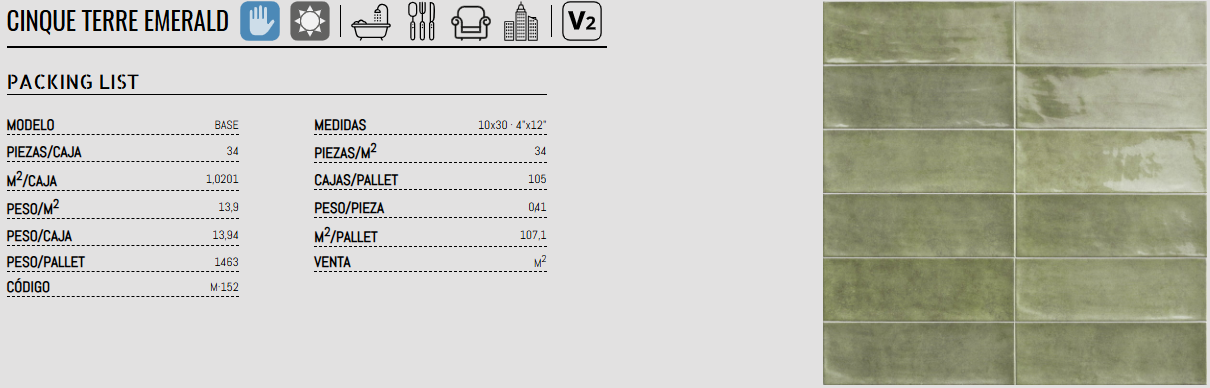 CINQUE TERRE EMERALD V2
PACKING LIST
MODELO BASE
PIEZAS/CAJA 34
M²/CAJA 1,0201
PESO/M² 13,9
PESO/CAJA 13,94
PESO/PALLET 1463
CÓDIGO M-152
MEDIDAS 10x30 · 4"x12"
PIEZAS/M² 34
CAJAS/PALLET 105
PESO/PIEZA 0,41
M²/PALLET 107,1
VENTA M²